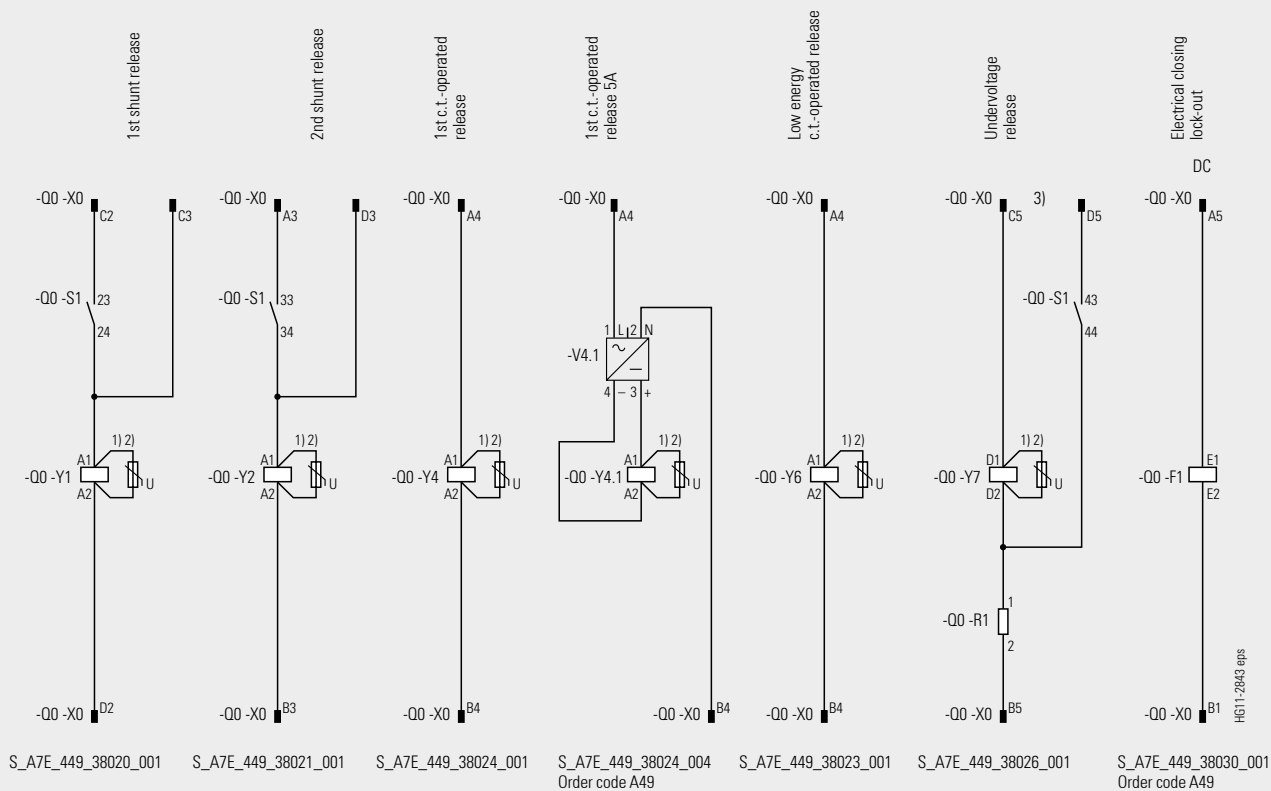 1st shunt release
2nd shunt release
1st c.t.-operated
release
1st c.t.-operated
release 5A
Low energy
c.t.-operated release
Undervoltage
release
Electrical closing
lock-out
DC
-Q0 -X0 C2 C3
-Q0 -X0 A3 D3
-Q0 -X0 A4
-Q0 -X0 A4
-Q0 -X0 A4
-Q0 -X0 C5 3) D5
-Q0 -X0 A5
-Q0 -S1 23
24
-Q0 -S1 33
34
-Q0 -S1 43
44
1 L 2 N
-V4.1
4 – 3 +
A1 1) 2)
-Q0 -Y1 U
A2
A1 1) 2)
-Q0 -Y2 U
A2
A1 1) 2)
-Q0 -Y4 U
A2
A1 1) 2)
-Q0 -Y4.1 U
A2
A1 1) 2)
-Q0 -Y6 U
A2
D1 1) 2)
-Q0 -Y7 U
D2
E1
-Q0 -F1
E2
1
-Q0 -R1
2
-Q0 -X0 D2
-Q0 -X0 B3
-Q0 -X0 B4
-Q0 -X0 B4
-Q0 -X0 B4
-Q0 -X0 B5
-Q0 -X0 B1
HG11-2843 eps
S_A7E_449_38020_001
S_A7E_449_38021_001
S_A7E_449_38024_001
S_A7E_449_38024_004
Order code A49
S_A7E_449_38023_001
S_A7E_449_38026_001
S_A7E_449_38030_001
Order code A49